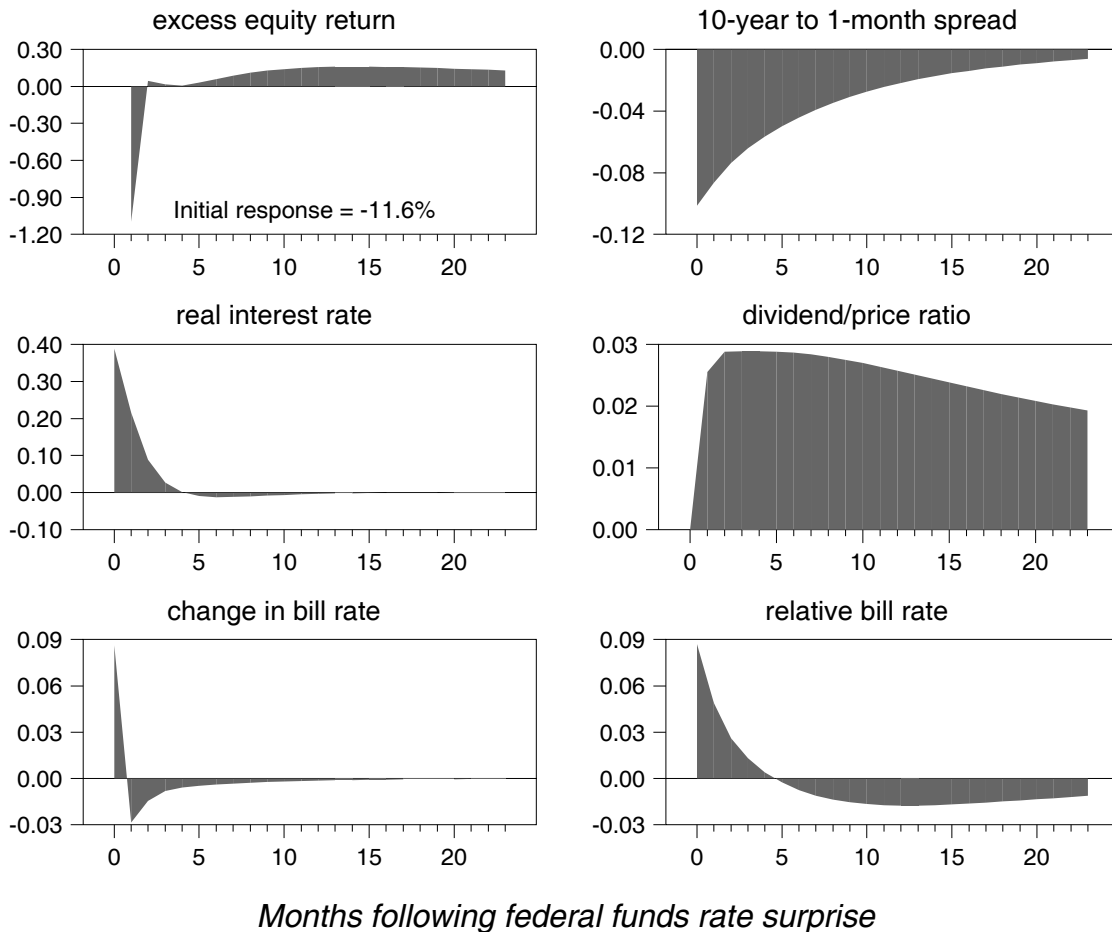 excess equity return
0.30
0.00
-0.30
-0.60
-0.90
-1.20
Initial response = -11.6%
0 5 10 15 20
10-year to 1-month spread
0.00
-0.04
-0.08
-0.12
0 5 10 15 20
real interest rate
0.40
0.30
0.20
0.10
0.00
-0.10
0 5 10 15 20
dividend/price ratio
0.03
0.02
0.01
0.00
0 5 10 15 20
change in bill rate
0.09
0.06
0.03
0.00
-0.03
0 5 10 15 20
relative bill rate
0.09
0.06
0.03
0.00
-0.03
0 5 10 15 20
Months following federal funds rate surprise